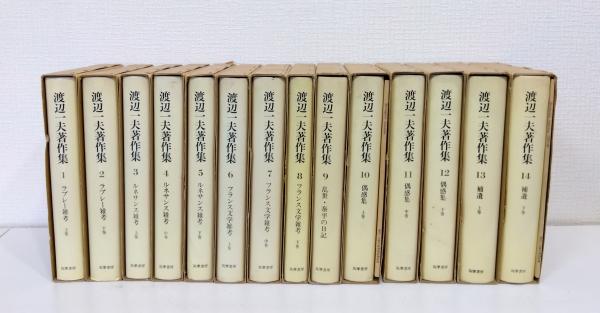 渡辺一夫著作集 1 ラブレー雑考 上巻 筑摩書房
渡辺一夫著作集 2 ラブレー雑考 下巻 筑摩書房
渡辺一夫著作集 3 ルネサンス雑考 上巻 筑摩書房
渡辺一夫著作集 4 ルネサンス雑考 中巻 筑摩書房
渡辺一夫著作集 5 ルネサンス雑考 下巻 筑摩書房
渡辺一夫著作集 6 フランス文学雑考 上巻 筑摩書房
渡辺一夫著作集 7 フランス文学雑考 中巻 筑摩書房
渡辺一夫著作集 8 フランス文学雑考 下巻 筑摩書房
渡辺一夫著作集 9 乱世・泰平の日記 筑摩書房
渡辺一夫著作集 10 偶感集 上巻 筑摩書房
渡辺一夫著作集 11 偶感集 中巻 筑摩書房
渡辺一夫著作集 12 偶感集 下巻 筑摩書房
渡辺一夫著作集 13 補遺 上巻 筑摩書房
渡辺一夫著作集 14 補遺 下巻 筑摩書房